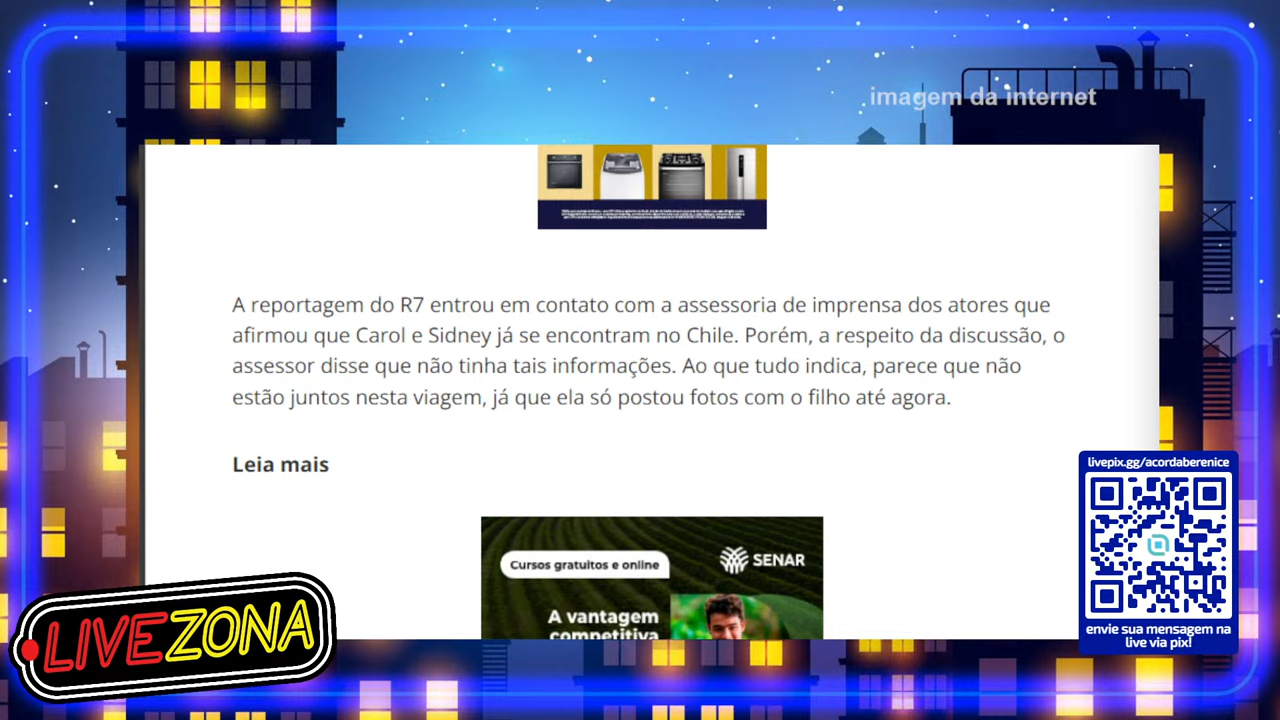 imagem da internet
A reportagem do R7 entrou em contato com a assessoria de imprensa dos atores que
afirmou que Carol e Sidney já se encontram no Chile. Porém, a respeito da discussão, o
assessor disse que não tinha tais informações. Ao que tudo indica, parece que não
estão juntos nesta viagem, já que ela só postou fotos com o filho até agora.
Leia mais
livepix.gg/acordaberenice
Cursos gratuitos e online
SENAR
A vantagem
competitiva
LIVEZONA
envie sua mensagem na
live via pix!